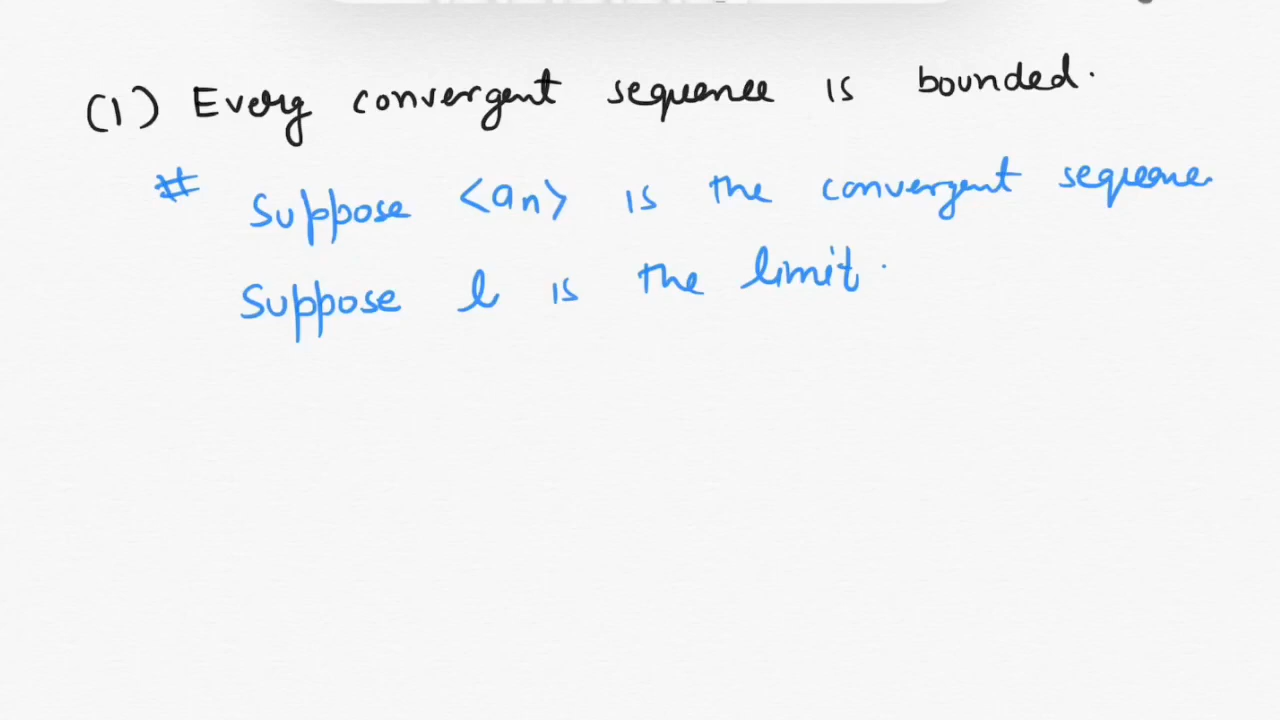 (1) Every convergent sequence is bounded.
# Suppose <an> is the convergent sequence
Suppose l is the limit.